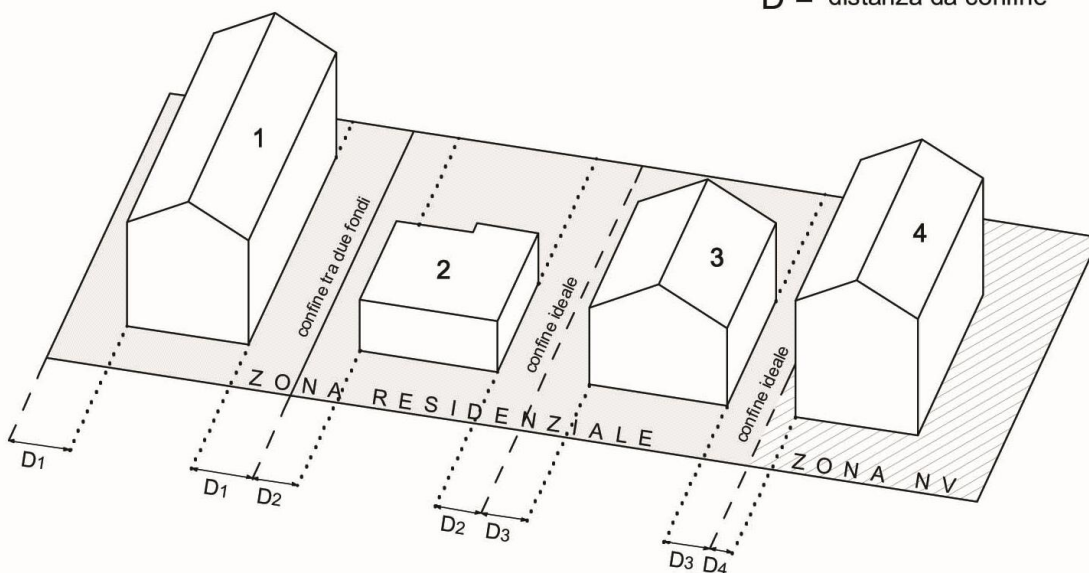 D = distanza da confine
1
2
3
4
confine tra due fondi
confine ideale
confine ideale
ZONA RESIDENZIALE
ZONA NV
D1
D1
D2
D2
D3
D3
D4